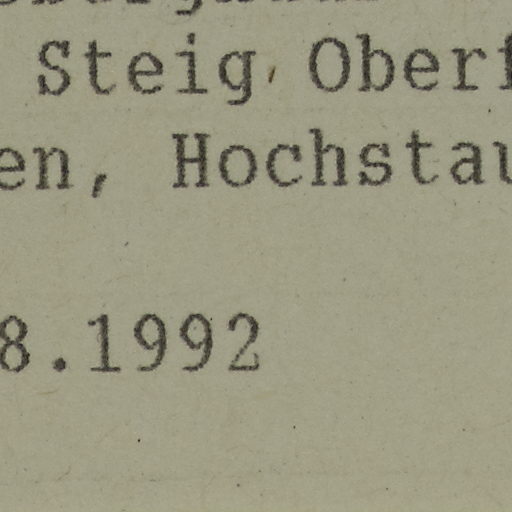 Steig Oberf
en, Hochstau
8.1992